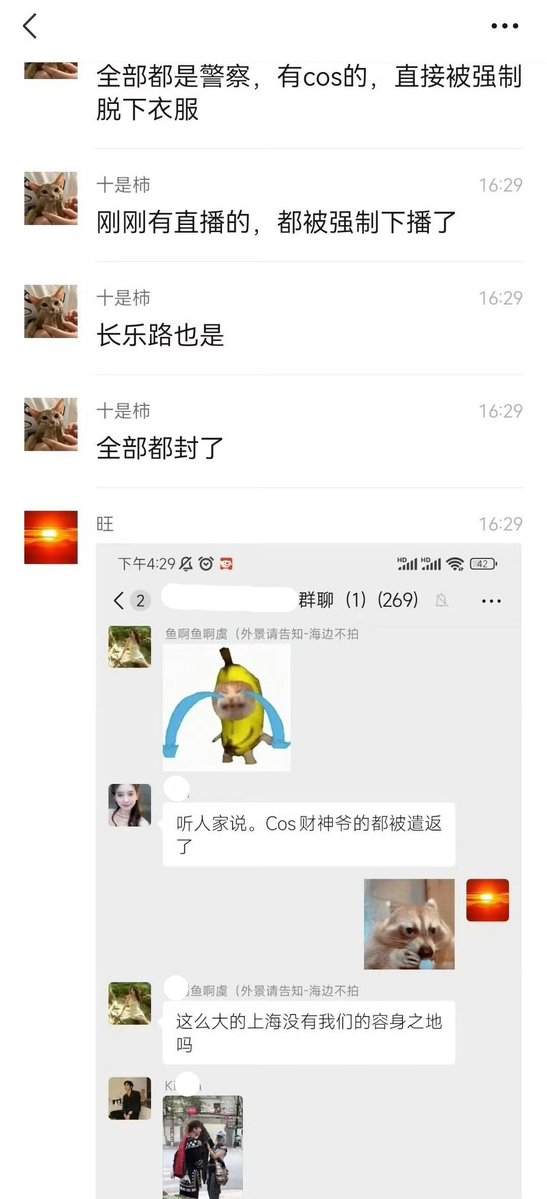 全部都是警察，有cos的，直接被强制
脱下衣服
十是柿
16:29
刚刚有直播的，都被强制下播了
十是柿
16:29
长乐路也是
十是柿
16:29
全部都封了
旺
16:29
下午4:29
HD HD 42
2 群聊（1）(269)
鱼啊鱼啊虞（外景请告知-海边不拍
听人家说。Cos财神爷的都被遣返
了
鱼啊虞（外景请告知-海边不拍
这么大的上海没有我们的容身之地
吗